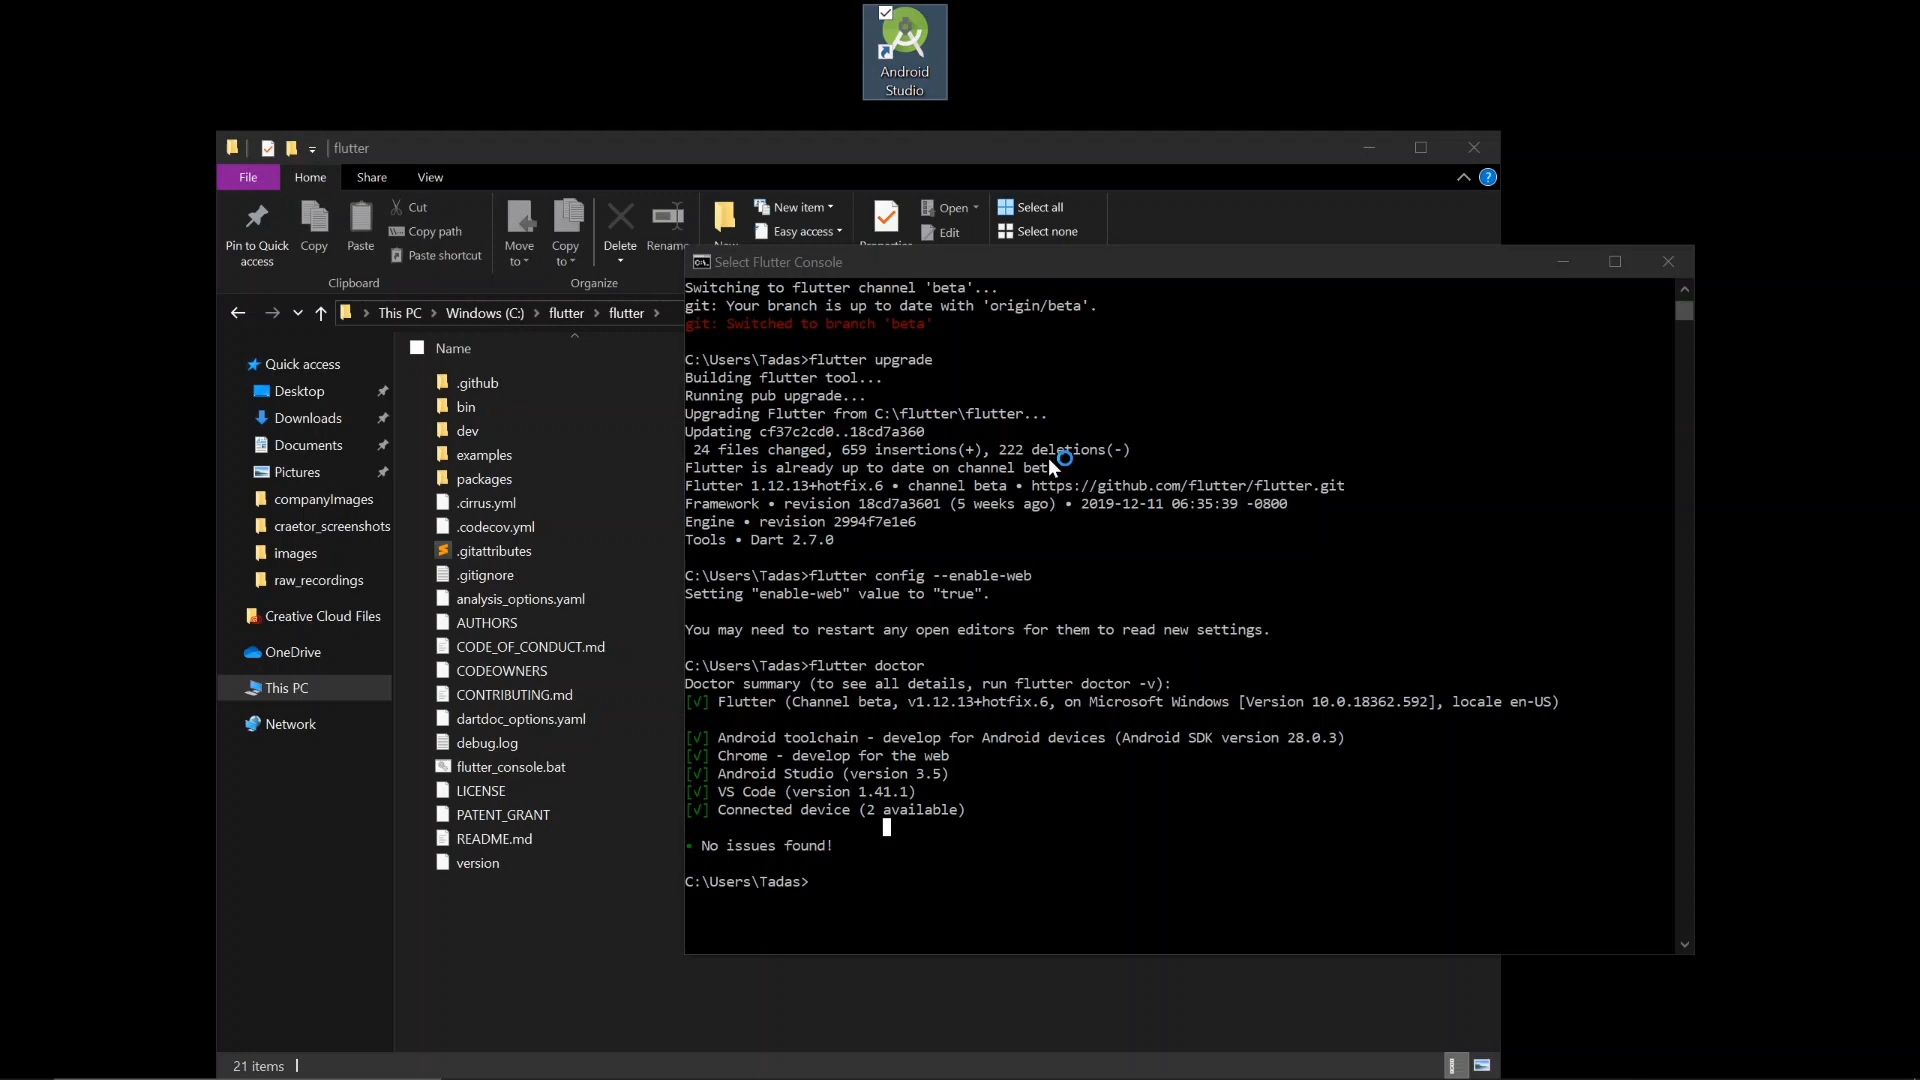 Android
Studio
flutter
File Home Share View
Pin to Quick
access
Copy
Paste
Cut
Copy path
Paste shortcut
Move
to
Copy
to
Delete
New item
Easy access
Open
Edit
Select all
Select none
Clipboard
Organize
This PC > Windows (C:) > flutter > flutter >
Quick access
Desktop
Downloads
Documents
Pictures
companyImages
craetor_screenshots
images
raw_recordings
Creative Cloud Files
OneDrive
This PC
Network
Name
.github
bin
dev
examples
packages
.cirrus.yml
.codecov.yml
.gitattributes
.gitignore
analysis_options.yaml
AUTHORS
CODE_OF_CONDUCT.md
CODEOWNERS
CONTRIBUTING.md
dartdoc_options.yaml
debug.log
flutter_console.bat
LICENSE
PATENT_GRANT
README.md
version
21 items
Select Flutter Console
Switching to flutter channel 'beta'...
git: Your branch is up to date with 'origin/beta'.
git: Switched to branch 'beta'
C:\Users\Tadas>flutter upgrade
Building flutter tool...
Running pub upgrade...
Upgrading Flutter from C:\flutter\flutter...
Updating cf37c2cd0..18cd7a360
24 files changed, 659 insertions(+), 222 deletions(-)
Flutter is already up to date on channel beta
Flutter 1.12.13+hotfix.6 • channel beta • https://github.com/flutter/flutter.git
Framework • revision 18cd7a3601 (5 weeks ago) • 2019-12-11 06:35:39 -0800
Engine • revision 2994f7e1e6
Tools • Dart 2.7.0
C:\Users\Tadas>flutter config --enable-web
Setting "enable-web" value to "true".
You may need to restart any open editors for them to read new settings.
C:\Users\Tadas>flutter doctor
Doctor summary (to see all details, run flutter doctor -v):
[√] Flutter (Channel beta, v1.12.13+hotfix.6, on Microsoft Windows [Version 10.0.18362.592], locale en-US)
[√] Android toolchain - develop for Android devices (Android SDK version 28.0.3)
[√] Chrome - develop for the web
[√] Android Studio (version 3.5)
[√] VS Code (version 1.41.1)
[√] Connected device (2 available)
• No issues found!
C:\Users\Tadas>